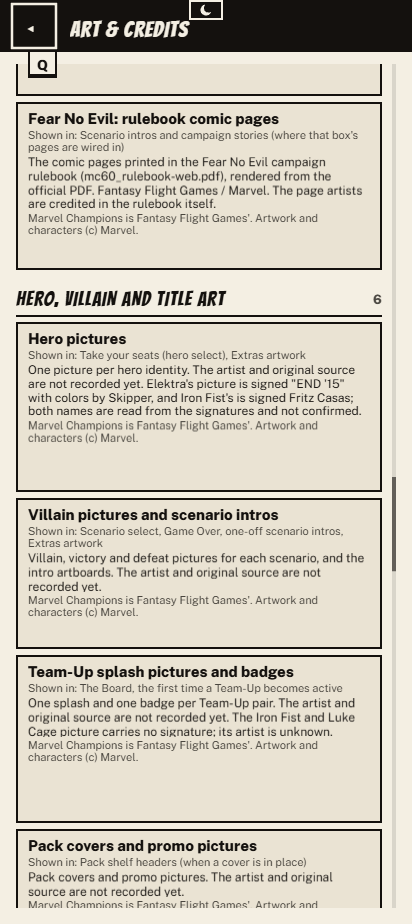 ART & CREDITS
Q
Fear No Evil: rulebook comic pages
Shown in: Scenario intros and campaign stories (where that box's
pages are wired in)
The comic pages printed in the Fear No Evil campaign
rulebook (mc60_rulebook-web.pdf), rendered from the
official PDF. Fantasy Flight Games / Marvel. The page artists
are credited in the rulebook itself.
Marvel Champions is Fantasy Flight Games'. Artwork and
characters (c) Marvel.
HERO, VILLAIN AND TITLE ART 6
Hero pictures
Shown in: Take your seats (hero select), Extras artwork
One picture per hero identity. The artist and original source
are not recorded yet. Elektra's picture is signed "END '15"
with colors by Skipper, and Iron Fist's is signed Fritz Casas;
both names are read from the signatures and not confirmed.
Marvel Champions is Fantasy Flight Games'. Artwork and
characters (c) Marvel.
Villain pictures and scenario intros
Shown in: Scenario select, Game Over, one-off scenario intros,
Extras artwork
Villain, victory and defeat pictures for each scenario, and the
intro artboards. The artist and original source are not
recorded yet.
Marvel Champions is Fantasy Flight Games'. Artwork and
characters (c) Marvel.
Team-Up splash pictures and badges
Shown in: The Board, the first time a Team-Up becomes active
One splash and one badge per Team-Up pair. The artist and
original source are not recorded yet. The Iron Fist and Luke
Cage picture carries no signature; its artist is unknown.
Marvel Champions is Fantasy Flight Games'. Artwork and
characters (c) Marvel.
Pack covers and promo pictures
Shown in: Pack shelf headers (when a cover is in place)
Pack covers and promo pictures. The artist and original
source are not recorded yet.
Marvel Champions is Fantasy Flight Games'. Artwork and